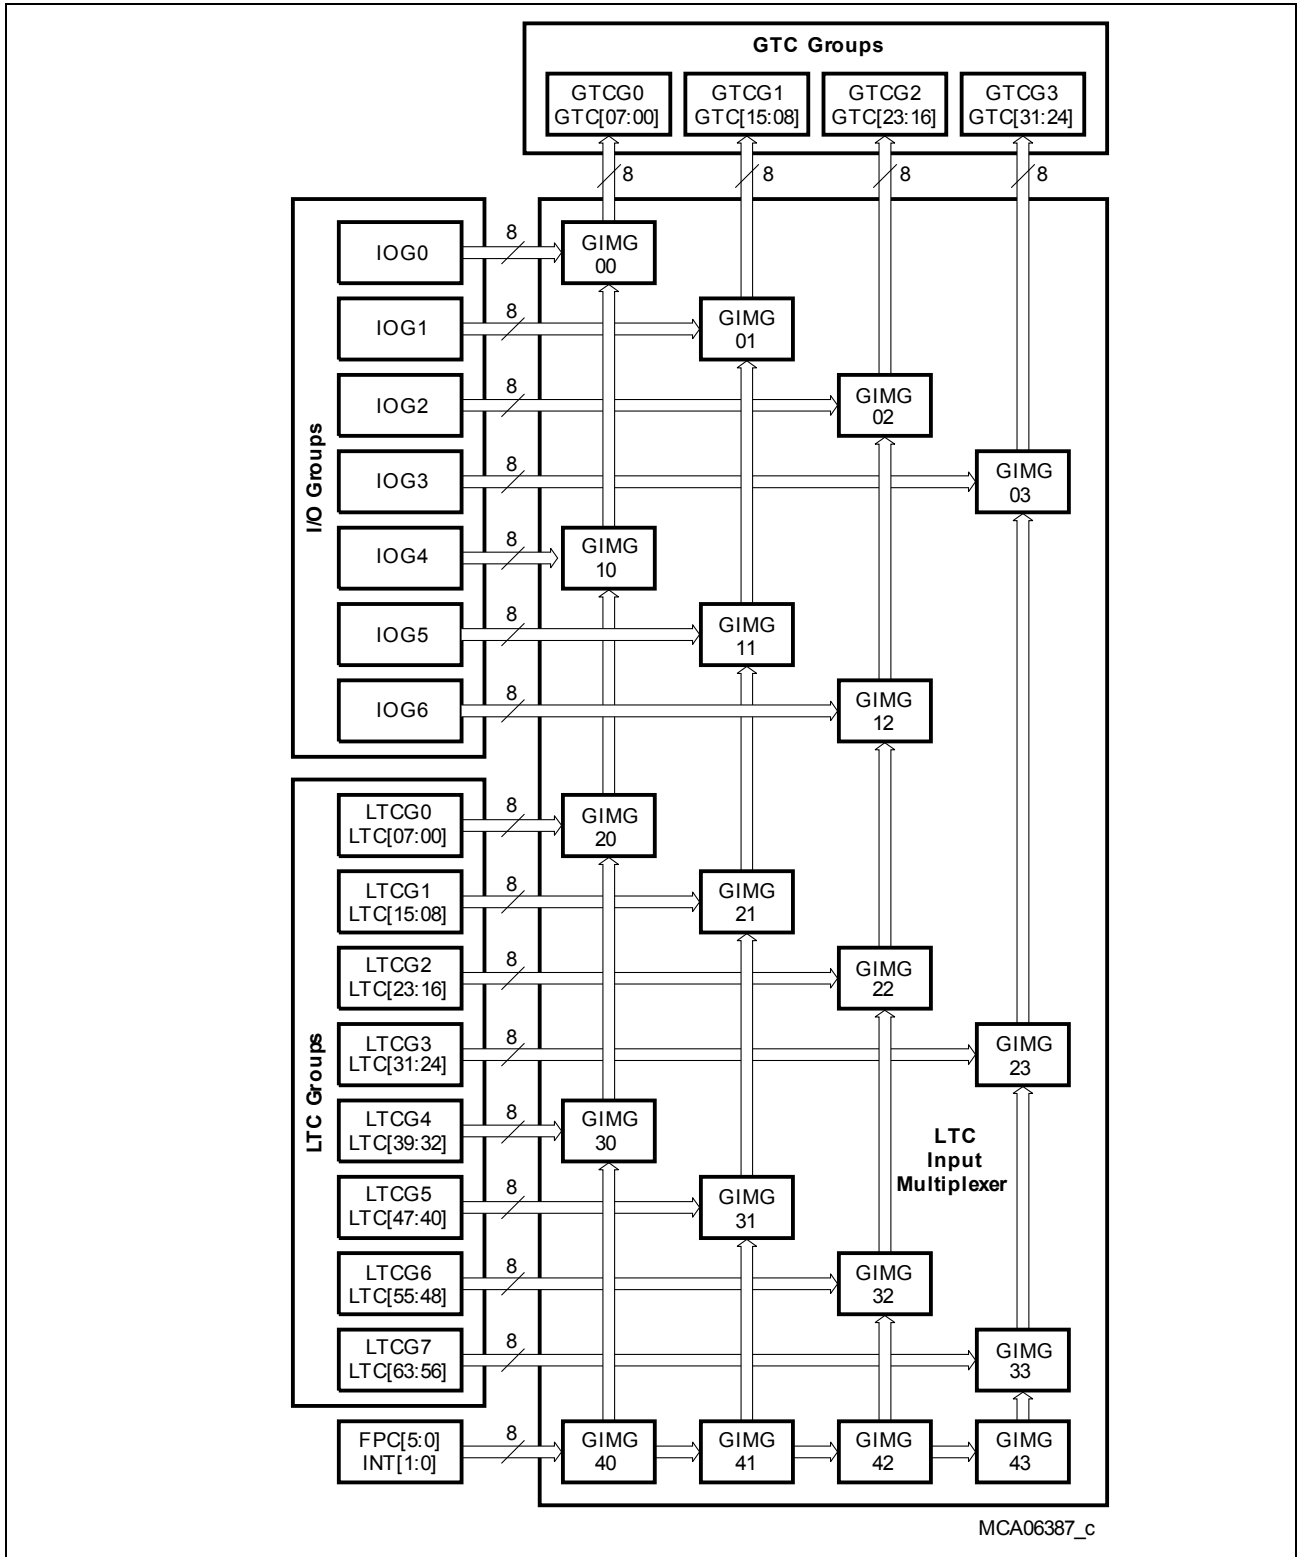 GTC Groups
GTCG0
GTC[07:00]
GTCG1
GTC[15:08]
GTCG2
GTC[23:16]
GTCG3
GTC[31:24]
8
8
8
8
I/O Groups
IOG0
8
GIMG
00
IOG1
8
GIMG
01
IOG2
8
GIMG
02
IOG3
8
GIMG
03
IOG4
8
GIMG
10
IOG5
8
GIMG
11
IOG6
8
GIMG
12
LTC Groups
LTCG0
LTC[07:00]
8
GIMG
20
LTCG1
LTC[15:08]
8
GIMG
21
LTCG2
LTC[23:16]
8
GIMG
22
LTCG3
LTC[31:24]
8
GIMG
23
LTCG4
LTC[39:32]
8
GIMG
30
LTC
Input
Multiplexer
LTCG5
LTC[47:40]
8
GIMG
31
LTCG6
LTC[55:48]
8
GIMG
32
LTCG7
LTC[63:56]
8
GIMG
33
FPC[5:0]
INT[1:0]
8
GIMG
40
GIMG
41
GIMG
42
GIMG
43
MCA06387_c